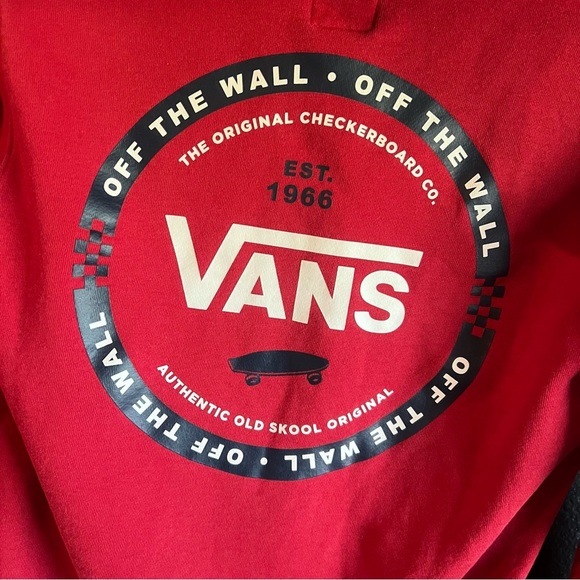 OFF THE WALL • OFF THE WALL
THE ORIGINAL CHECKERBOARD CO.
EST.
1966
VANS
AUTHENTIC OLD SKOOL ORIGINAL
OFF THE WALL • OFF THE WALL